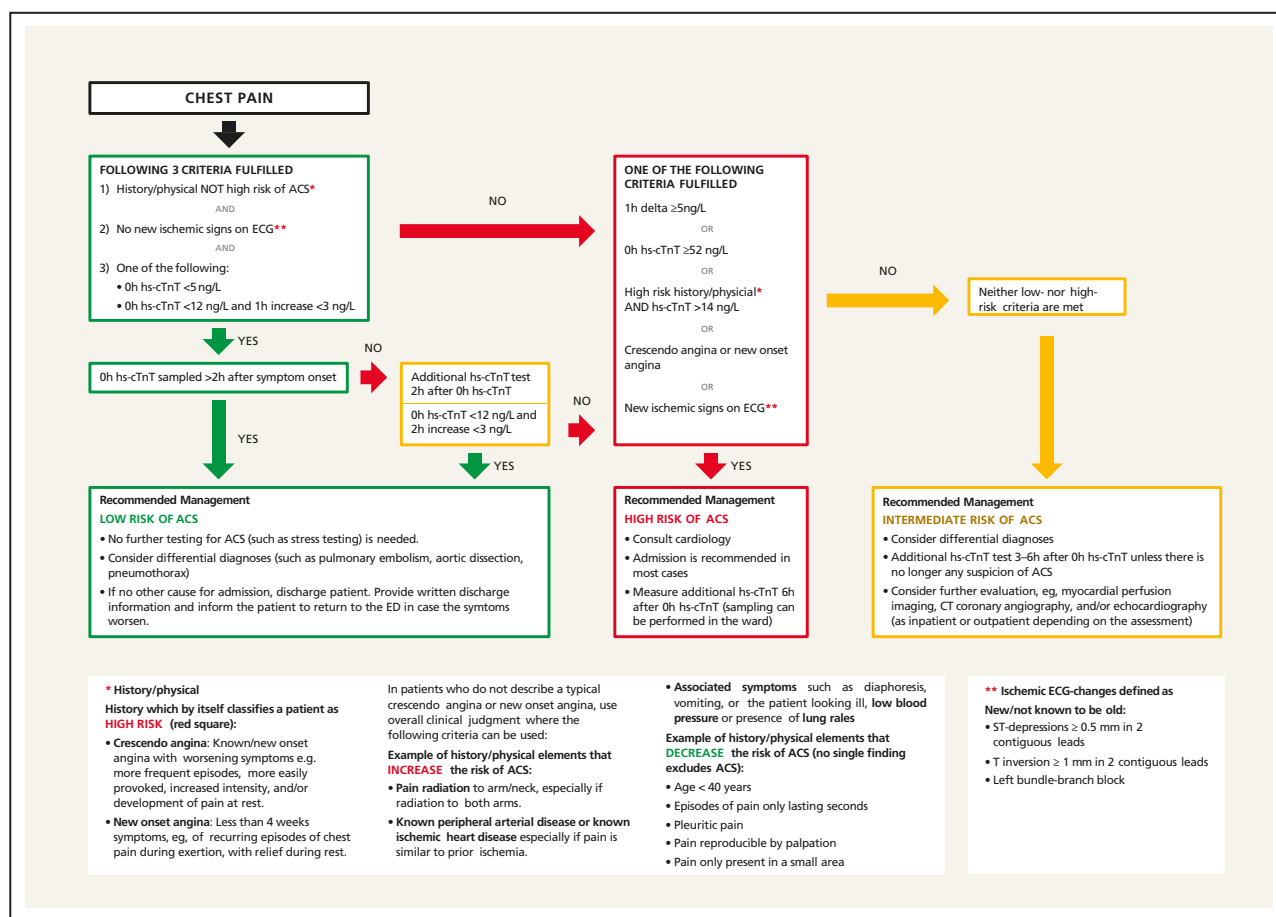 CHEST PAIN
FOLLOWING 3 CRITERIA FULFILLED
1) History/physical NOT high risk of ACS*
AND
2) No new ischemic signs on ECG**
AND
3) One of the following:
• 0h hs-cTnT <5 ng/L
• 0h hs-cTnT <12 ng/L and 1h increase <3 ng/L
NO
ONE OF THE FOLLOWING
CRITERIA FULFILLED
1h delta ≥5ng/L
OR
0h hs-cTnT ≥52 ng/L
OR
High risk history/physicial*
AND hs-cTnT >14 ng/L
OR
Crescendo angina or new onset
angina
OR
New ischemic signs on ECG**
NO
Neither low- nor high-
risk criteria are met
YES
0h hs-cTnT sampled >2h after symptom onset
NO
Additional hs-cTnT test
2h after 0h hs-cTnT
0h hs-cTnT <12 ng/L and
2h increase <3 ng/L
NO
YES
YES
YES
Recommended Management
LOW RISK OF ACS
• No further testing for ACS (such as stress testing) is needed.
• Consider differential diagnoses (such as pulmonary embolism, aortic dissection,
pneumothorax)
• If no other cause for admission, discharge patient. Provide written discharge
information and inform the patient to return to the ED in case the symtoms
worsen.
Recommended Management
HIGH RISK OF ACS
• Consult cardiology
• Admission is recommended in
most cases
• Measure additional hs-cTnT 6h
after 0h hs-cTnT (sampling can
be performed in the ward)
Recommended Management
INTERMEDIATE RISK OF ACS
• Consider differential diagnoses
• Additional hs-cTnT test 3–6h after 0h hs-cTnT unless there is
no longer any suspicion of ACS
• Consider further evaluation, eg, myocardial perfusion
imaging, CT coronary angiography, and/or echocardiography
(as inpatient or outpatient depending on the assessment)
* History/physical
History which by itself classifies a patient as
HIGH RISK (red square):
• Crescendo angina: Known/new onset
angina with worsening symptoms e.g.
more frequent episodes, more easily
provoked, increased intensity, and/or
development of pain at rest.
• New onset angina: Less than 4 weeks
symptoms, eg, of recurring episodes of chest
pain during exertion, with relief during rest.
In patients who do not describe a typical
crescendo angina or new onset angina, use
overall clinical judgment where the
following criteria can be used:
Example of history/physical elements that
INCREASE the risk of ACS:
• Pain radiation to arm/neck, especially if
radiation to both arms.
• Known peripheral arterial disease or known
ischemic heart disease especially if pain is
similar to prior ischemia.
• Associated symptoms such as diaphoresis,
vomiting, or the patient looking ill, low blood
pressure or presence of lung rales
Example of history/physical elements that
DECREASE the risk of ACS (no single finding
excludes ACS):
• Age < 40 years
• Episodes of pain only lasting seconds
• Pleuritic pain
• Pain reproducible by palpation
• Pain only present in a small area
** Ischemic ECG-changes defined as
New/not known to be old:
• ST-depressions ≥ 0.5 mm in 2
contiguous leads
• T inversion ≥ 1 mm in 2 contiguous leads
• Left bundle-branch block